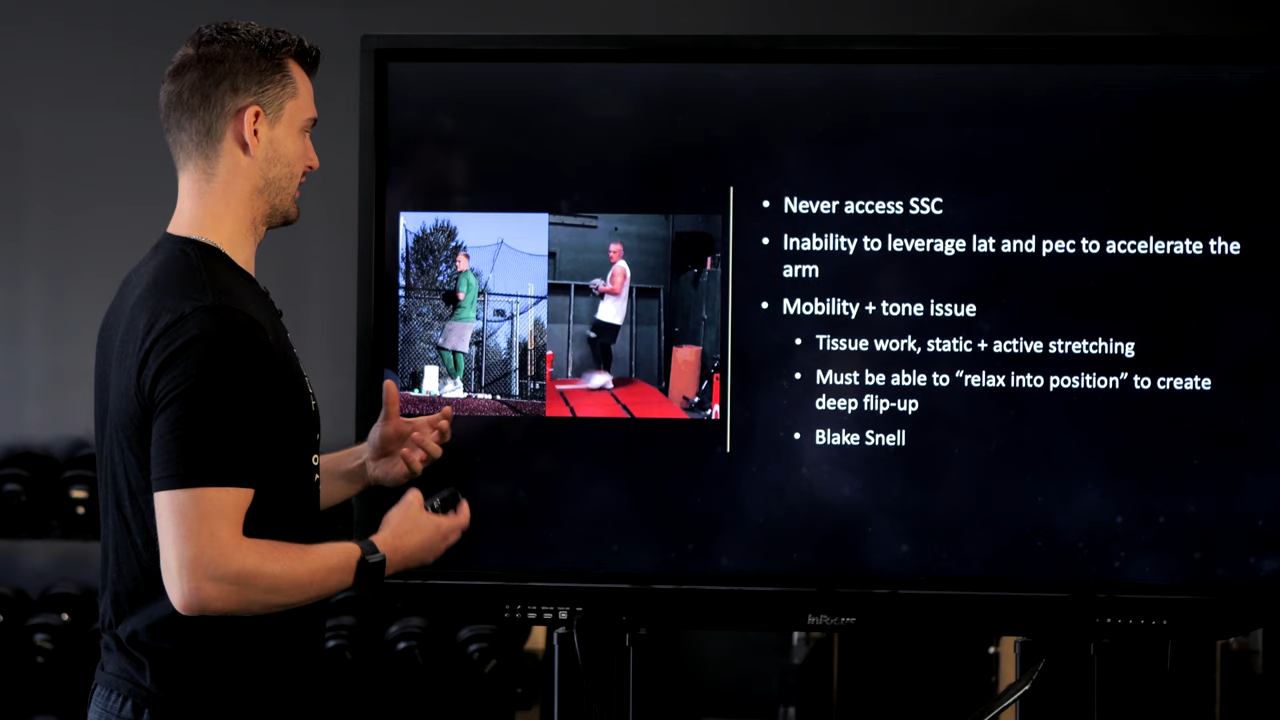 • Never access SSC
• Inability to leverage lat and pec to accelerate the
arm
• Mobility + tone issue
• Tissue work, static + active stretching
• Must be able to “relax into position” to create
deep flip-up
• Blake Snell
InFocus